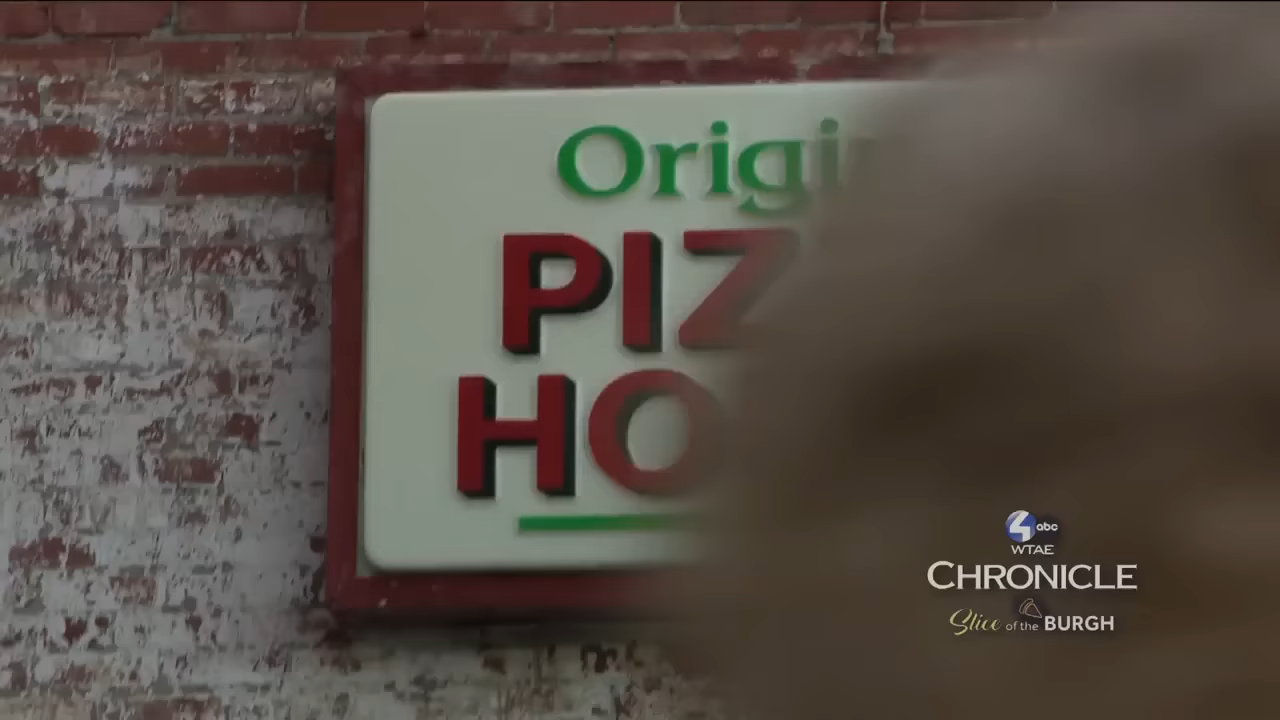 Origi
PIZ
HO
4 abc
WTAE
CHRONICLE
Slice of the BURGH